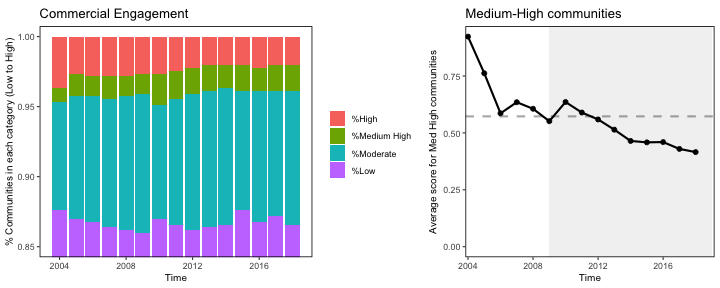 Commercial Engagement
% Communities in each category (Low to High)
1.00
0.95
0.90
0.85
2004
2008
2012
2016
Time
%High
%Medium High
%Moderate
%Low
Medium-High communities
Average score for Med High communities
0.75
0.50
0.25
0.00
2004
2008
2012
2016
Time